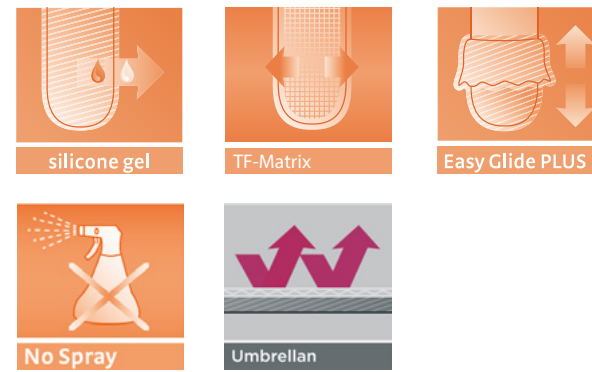 silicone gel
TF-Matrix
Easy Glide PLUS
No Spray
Umbrellan